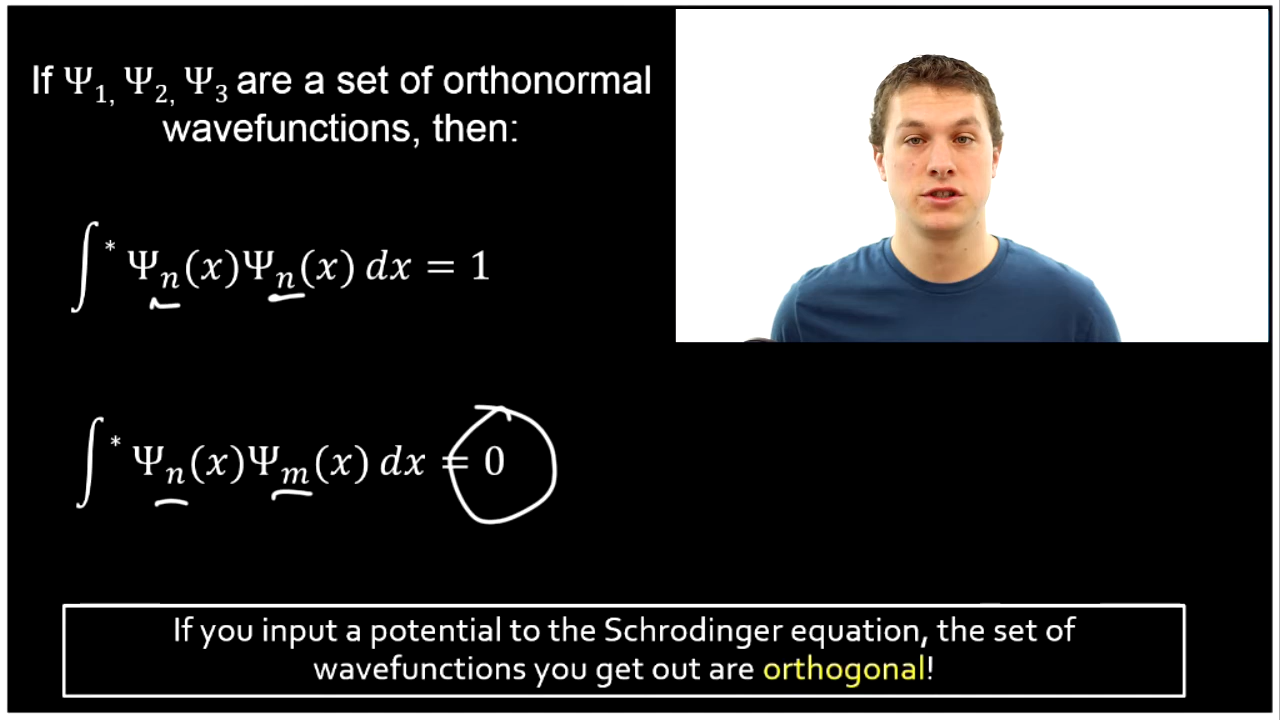 If Ψ₁, Ψ₂, Ψ₃ are a set of orthonormal
wavefunctions, then:
∫* Ψₙ(x)Ψₙ(x) dx = 1
∫* Ψₙ(x)Ψₘ(x) dx = 0
If you input a potential to the Schrodinger equation, the set of
wavefunctions you get out are orthogonal!